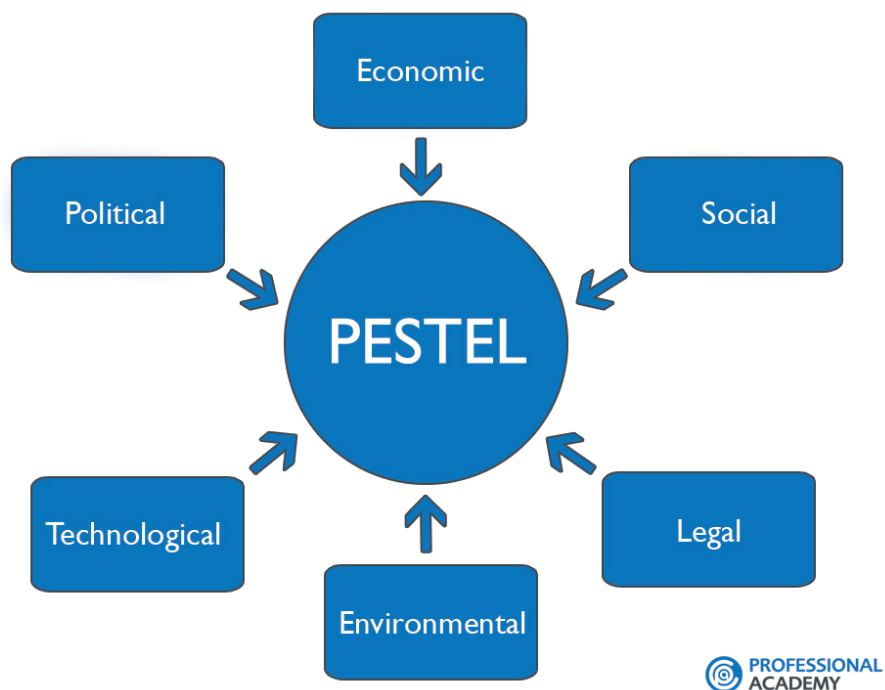 Economic
Political
Social
PESTEL
Technological
Legal
Environmental
PROFESSIONAL
ACADEMY